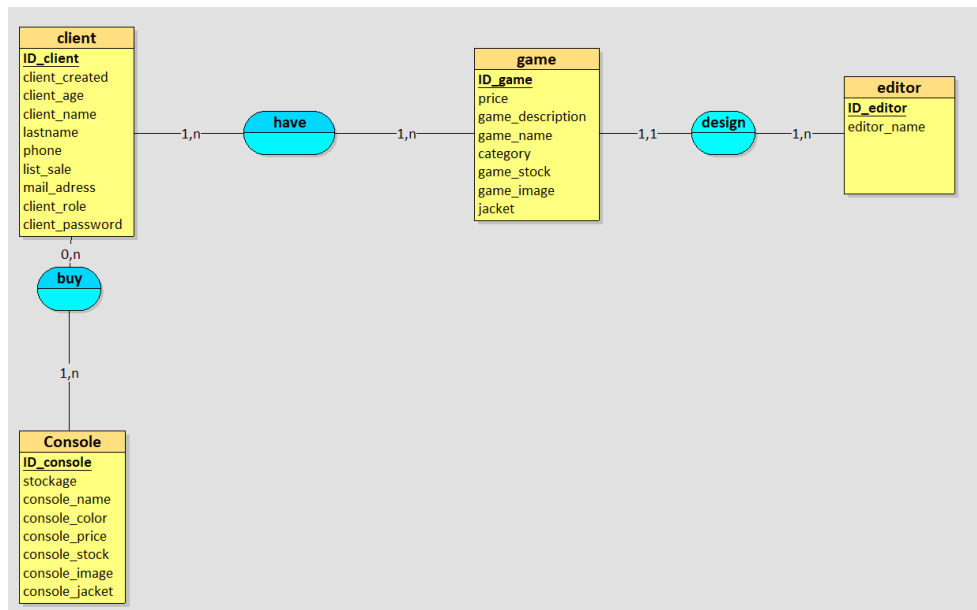 client
ID_client
client_created
client_age
client_name
lastname
phone
list_sale
mail_adress
client_role
client_password
1,n
have
1,n
game
ID_game
price
game_description
game_name
category
game_stock
game_image
jacket
1,1
design
1,n
editor
ID_editor
editor_name
0,n
buy
1,n
Console
ID_console
stockage
console_name
console_color
console_price
console_stock
console_image
console_jacket